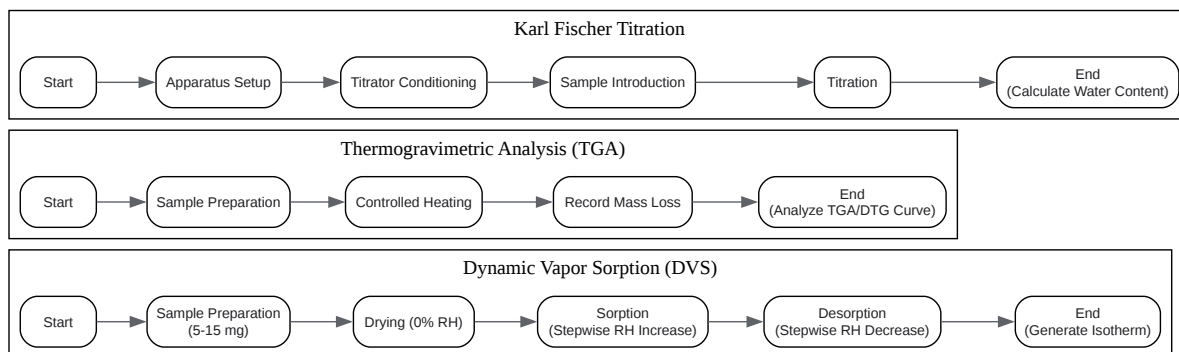 Karl Fischer Titration
Start
Apparatus Setup
Titrator Conditioning
Sample Introduction
Titration
End
(Calculate Water Content)
Thermogravimetric Analysis (TGA)
Start
Sample Preparation
Controlled Heating
Record Mass Loss
End
(Analyze TGA/DTG Curve)
Dynamic Vapor Sorption (DVS)
Start
Sample Preparation
(5-15 mg)
Drying (0% RH)
Sorption
(Stepwise RH Increase)
Desorption
(Stepwise RH Decrease)
End
(Generate Isotherm)